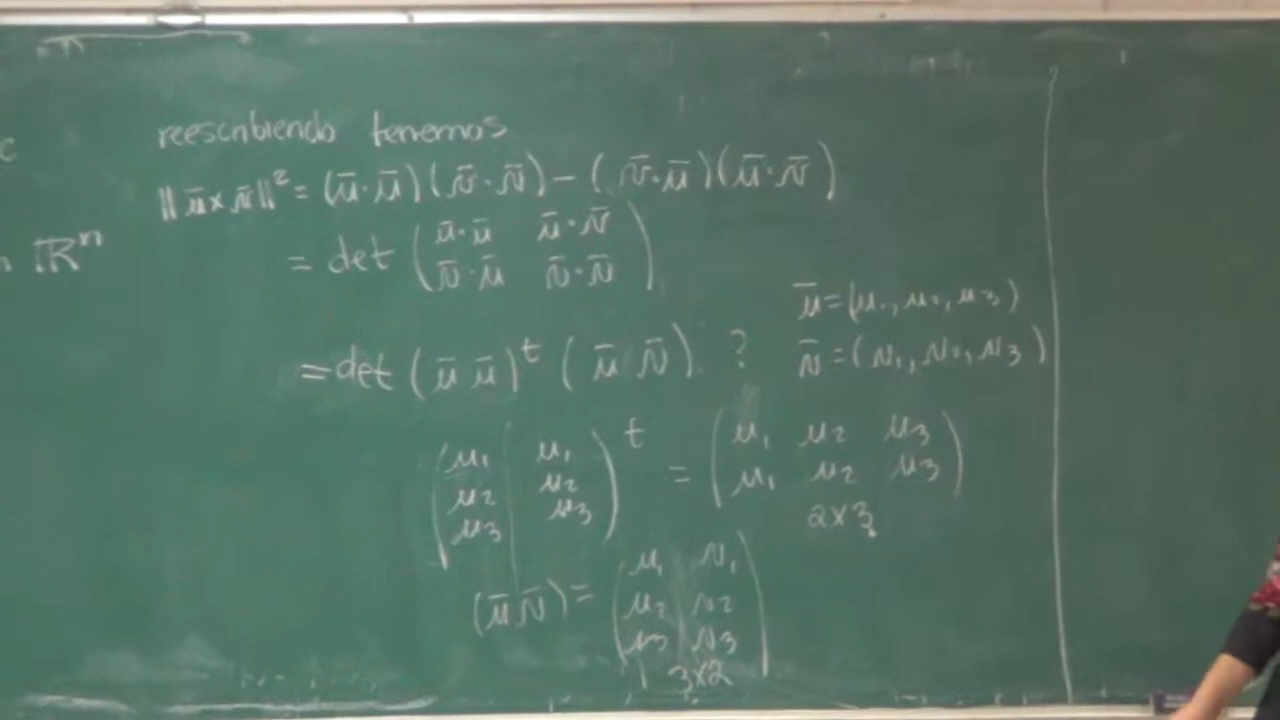 c
reescribiendo tenemos
‖ū×v̄‖² = (ū·ū)(v̄·v̄) − (v̄·ū)(ū·v̄)
n ℝⁿ
= det ( ū·ū ū·v̄
v̄·ū v̄·v̄ )
ū = (u₁, u₂, u₃)
= det (ū ū)ᵗ (ū v̄). ?
v̄ = (v₁, v₂, v₃)
( u₁ | u₁
u₂ | u₂
u₃ | u₃ )ᵗ = ( u₁ u₂ u₃
u₁ u₂ u₃ )
2×3
(ū v̄) = ( u₁ v₁
u₂ v₂
u₃ v₃ )
3×2